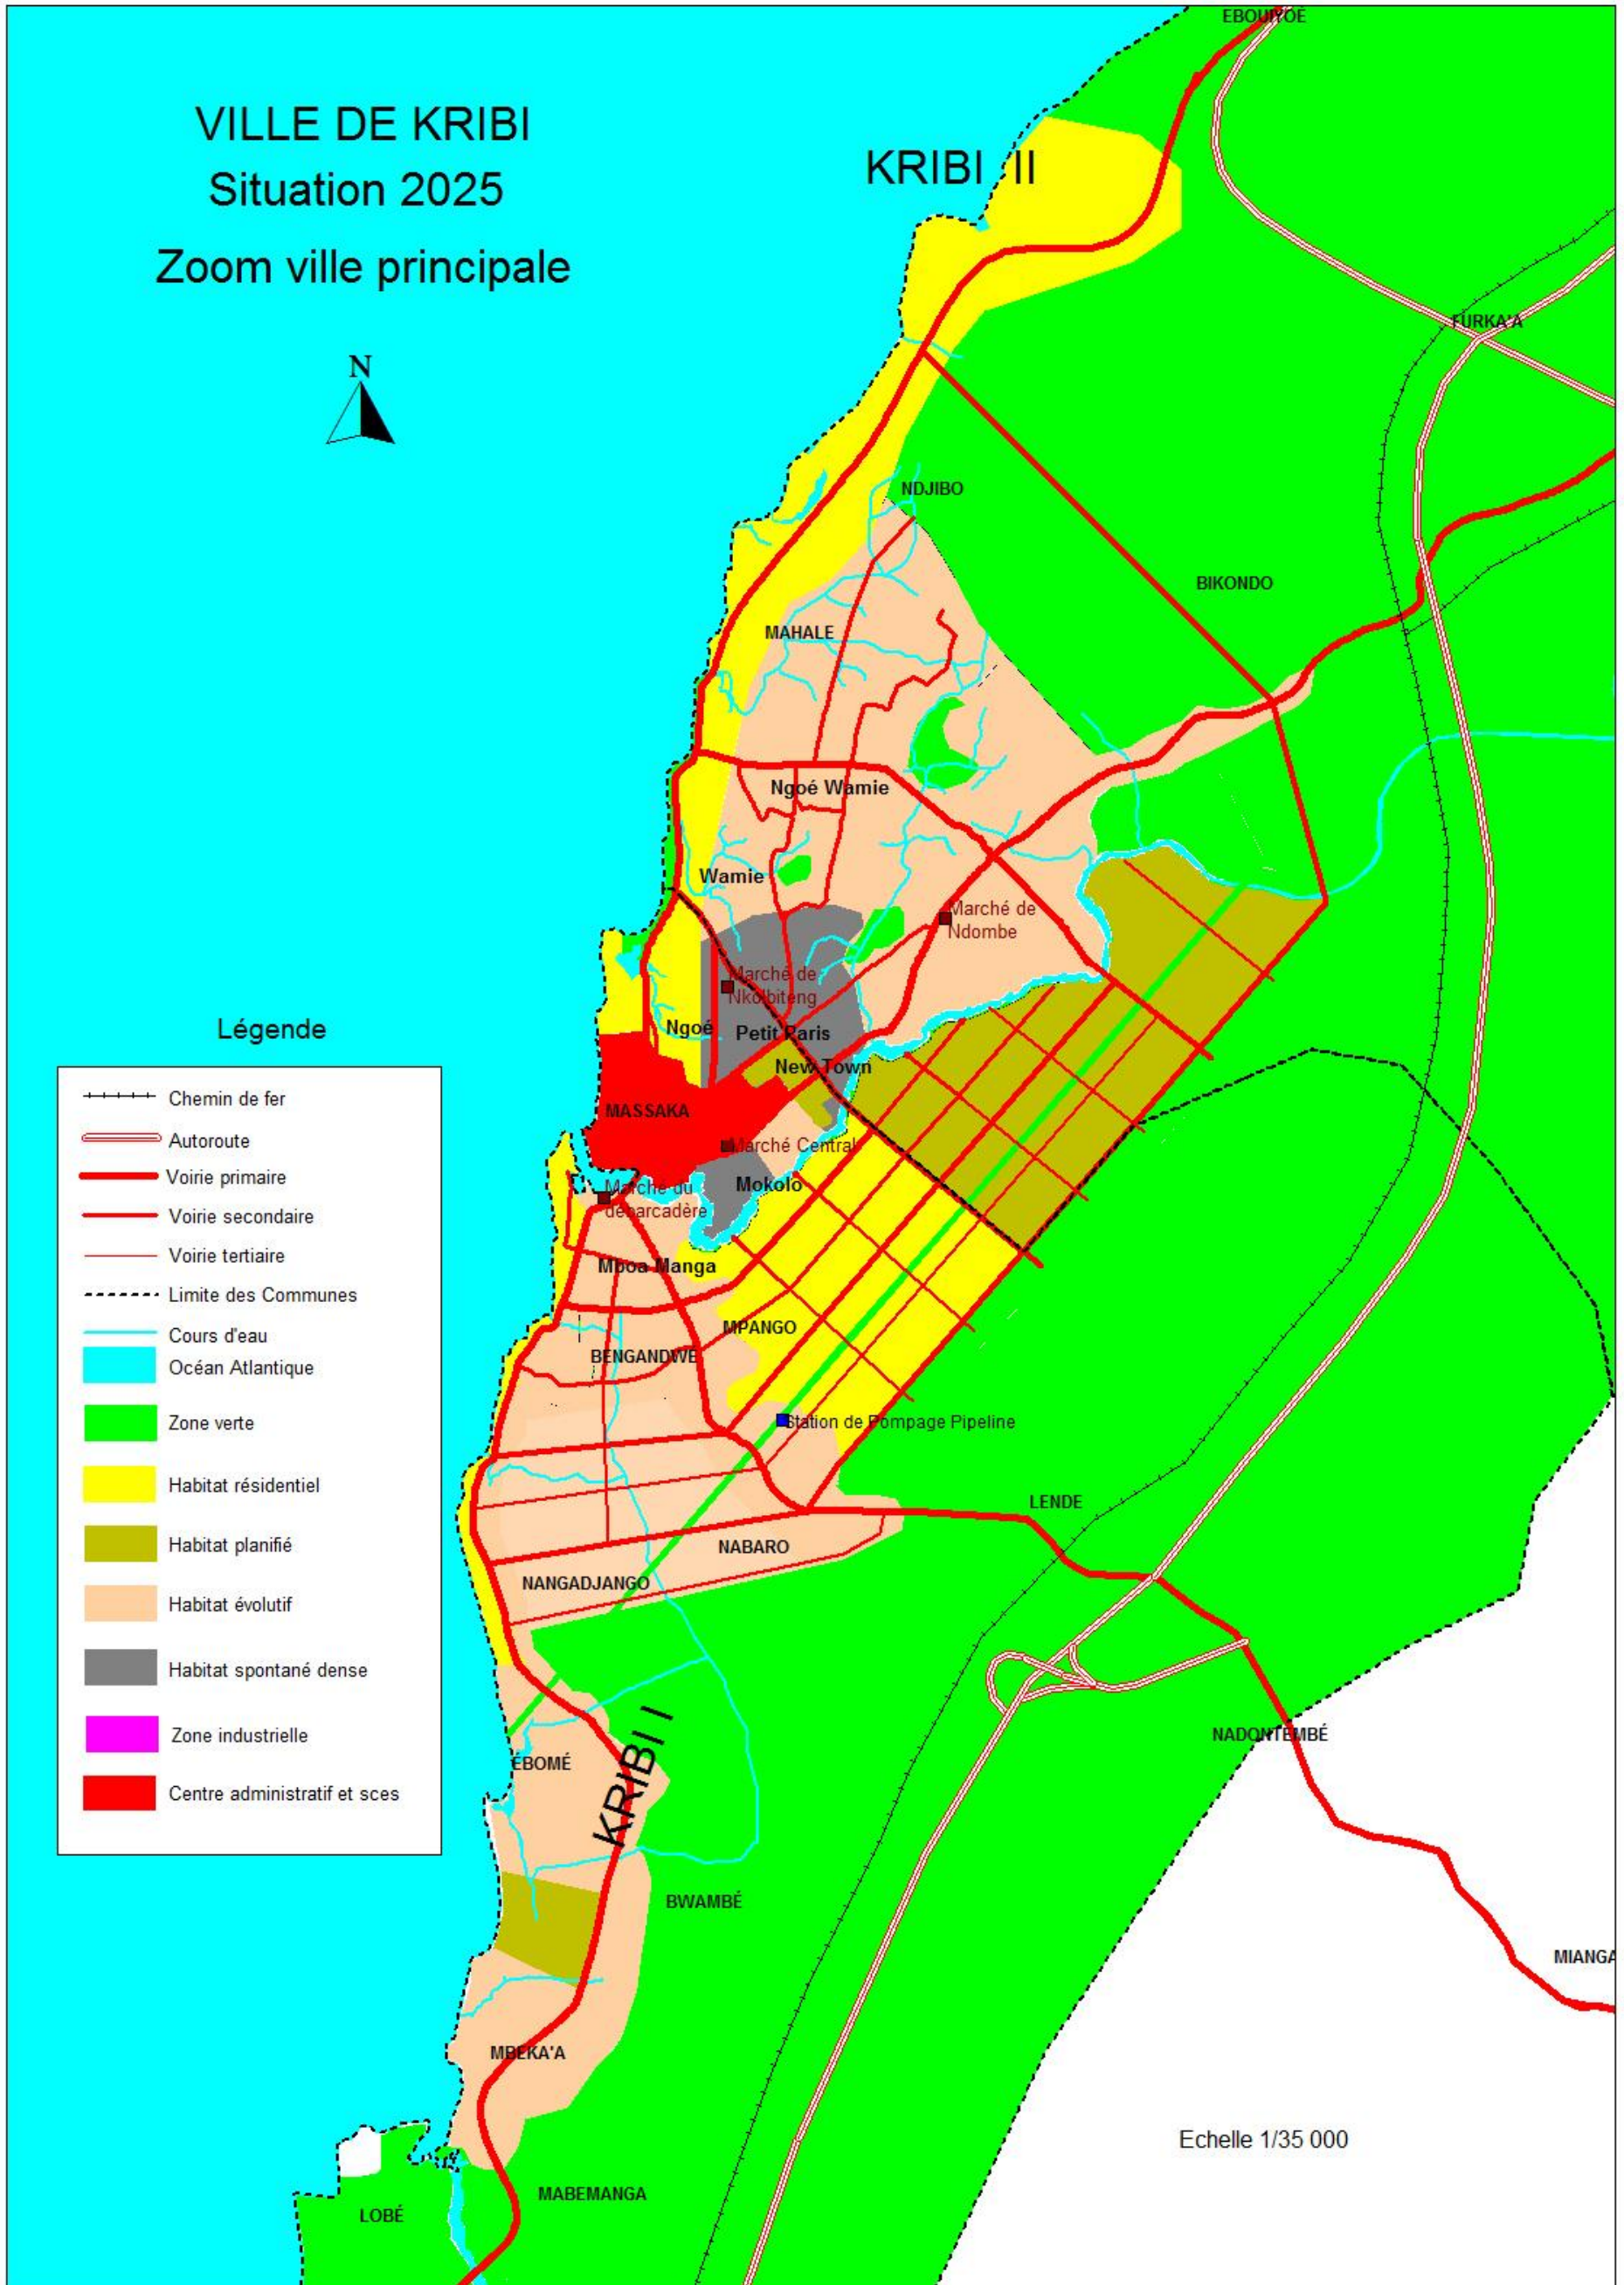 VILLE DE KRIBI
Situation 2025
Zoom ville principale
N
KRIBI II
EBOUIYOÉ
FURKA'A
NDJIBO
BIKONDO
MAHALE
Ngoé Wamie
Wamie
Marché de
Ndombe
Marché de
Nkolbiteng
Ngoé
Petit Paris
New Town
MASSAKA
Marché Central
Mokolo
Marché du
débarcadère
Mboa Manga
MPANGO
BENGANDWÉ
Station de Pompage Pipeline
LENDE
NABARO
NANGADJANGO
NADONTEMBÉ
ÉBOMÉ
KRIBI I
BWAMBÉ
MIANGA
MBEKA'A
MABEMANGA
LOBÉ
Légende
Chemin de fer
Autoroute
Voirie primaire
Voirie secondaire
Voirie tertiaire
Limite des Communes
Cours d'eau
Océan Atlantique
Zone verte
Habitat résidentiel
Habitat planifié
Habitat évolutif
Habitat spontané dense
Zone industrielle
Centre administratif et sces
Echelle 1/35 000